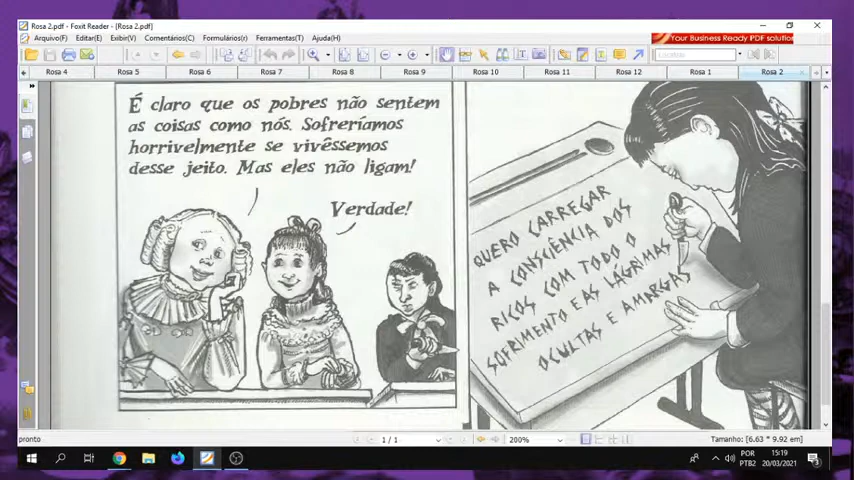 Rosa 2.pdf - Foxit Reader - [Rosa 2.pdf]
Arquivo(F) Editar(E) Exibir(V) Comentários(C) Formulários(r) Ferramentas(T) Ajuda(H)
Your Business Ready PDF solution
Localizar
Rosa 4 Rosa 5 Rosa 6 Rosa 7 Rosa 8 Rosa 9 Rosa 10 Rosa 11 Rosa 12 Rosa 1 Rosa 2
É claro que os pobres não sentem
as coisas como nós. Sofreríamos
horrivelmente se vivêssemos
desse jeito. Mas eles não ligam!
Verdade!
QUERO CARREGAR
A CONSCIÊNCIA DOS
RICOS COM TODO O
SOFRIMENTO E AS LÁGRIMAS
OCULTAS E AMARGAS
pronto 1 / 1 200% Tamanho: [6.63 * 9.92 em]
POR 15:19
PTB2 20/03/2021
3